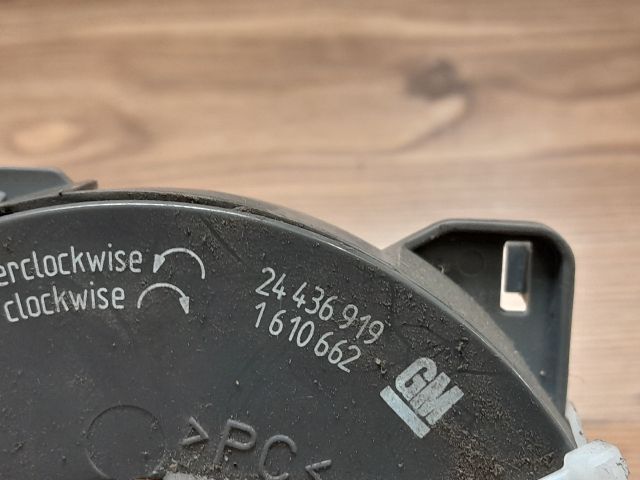 erclockwise
clockwise
24 436 919
1 610 662
GM
>PC<